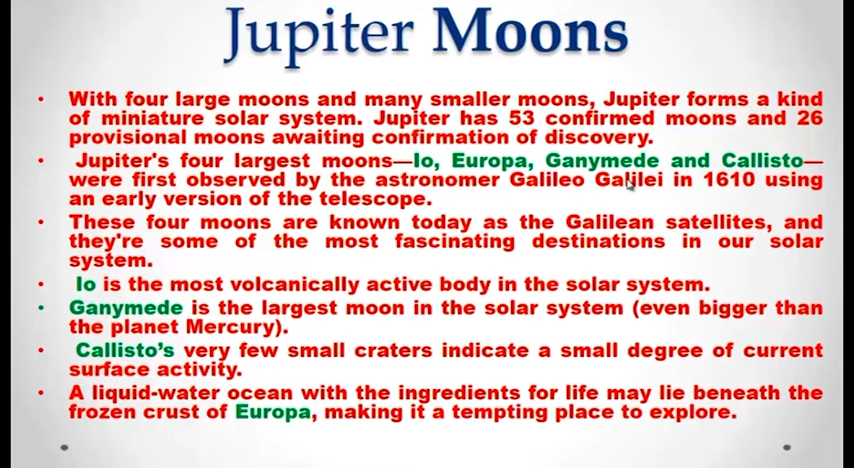 Jupiter Moons
• With four large moons and many smaller moons, Jupiter forms a kind
of miniature solar system. Jupiter has 53 confirmed moons and 26
provisional moons awaiting confirmation of discovery.
• Jupiter's four largest moons—Io, Europa, Ganymede and Callisto—
were first observed by the astronomer Galileo Galilei in 1610 using
an early version of the telescope.
• These four moons are known today as the Galilean satellites, and
they're some of the most fascinating destinations in our solar
system.
• Io is the most volcanically active body in the solar system.
• Ganymede is the largest moon in the solar system (even bigger than
the planet Mercury).
• Callisto’s very few small craters indicate a small degree of current
surface activity.
• A liquid-water ocean with the ingredients for life may lie beneath the
frozen crust of Europa, making it a tempting place to explore.